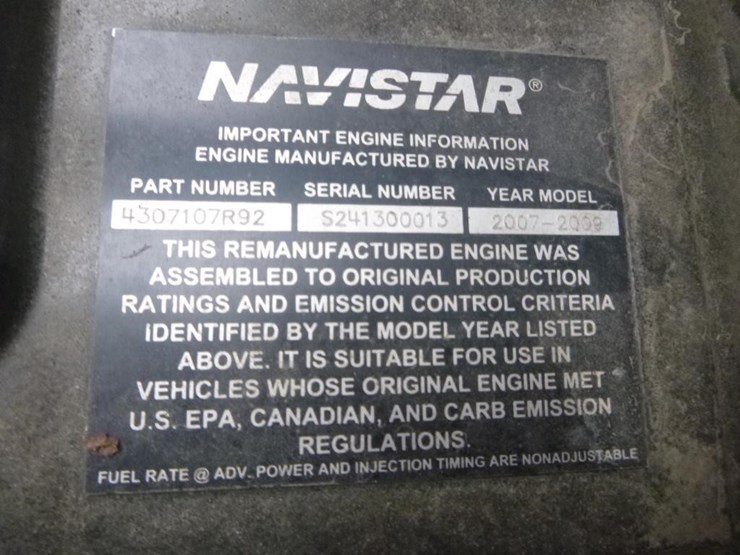 NAVISTAR®
IMPORTANT ENGINE INFORMATION
ENGINE MANUFACTURED BY NAVISTAR
PART NUMBER SERIAL NUMBER YEAR MODEL
4307107R92 S241300013 2007-2009
THIS REMANUFACTURED ENGINE WAS
ASSEMBLED TO ORIGINAL PRODUCTION
RATINGS AND EMISSION CONTROL CRITERIA
IDENTIFIED BY THE MODEL YEAR LISTED
ABOVE. IT IS SUITABLE FOR USE IN
VEHICLES WHOSE ORIGINAL ENGINE MET
U.S. EPA, CANADIAN, AND CARB EMISSION
REGULATIONS.
FUEL RATE @ ADV. POWER AND INJECTION TIMING ARE NONADJUSTABLE